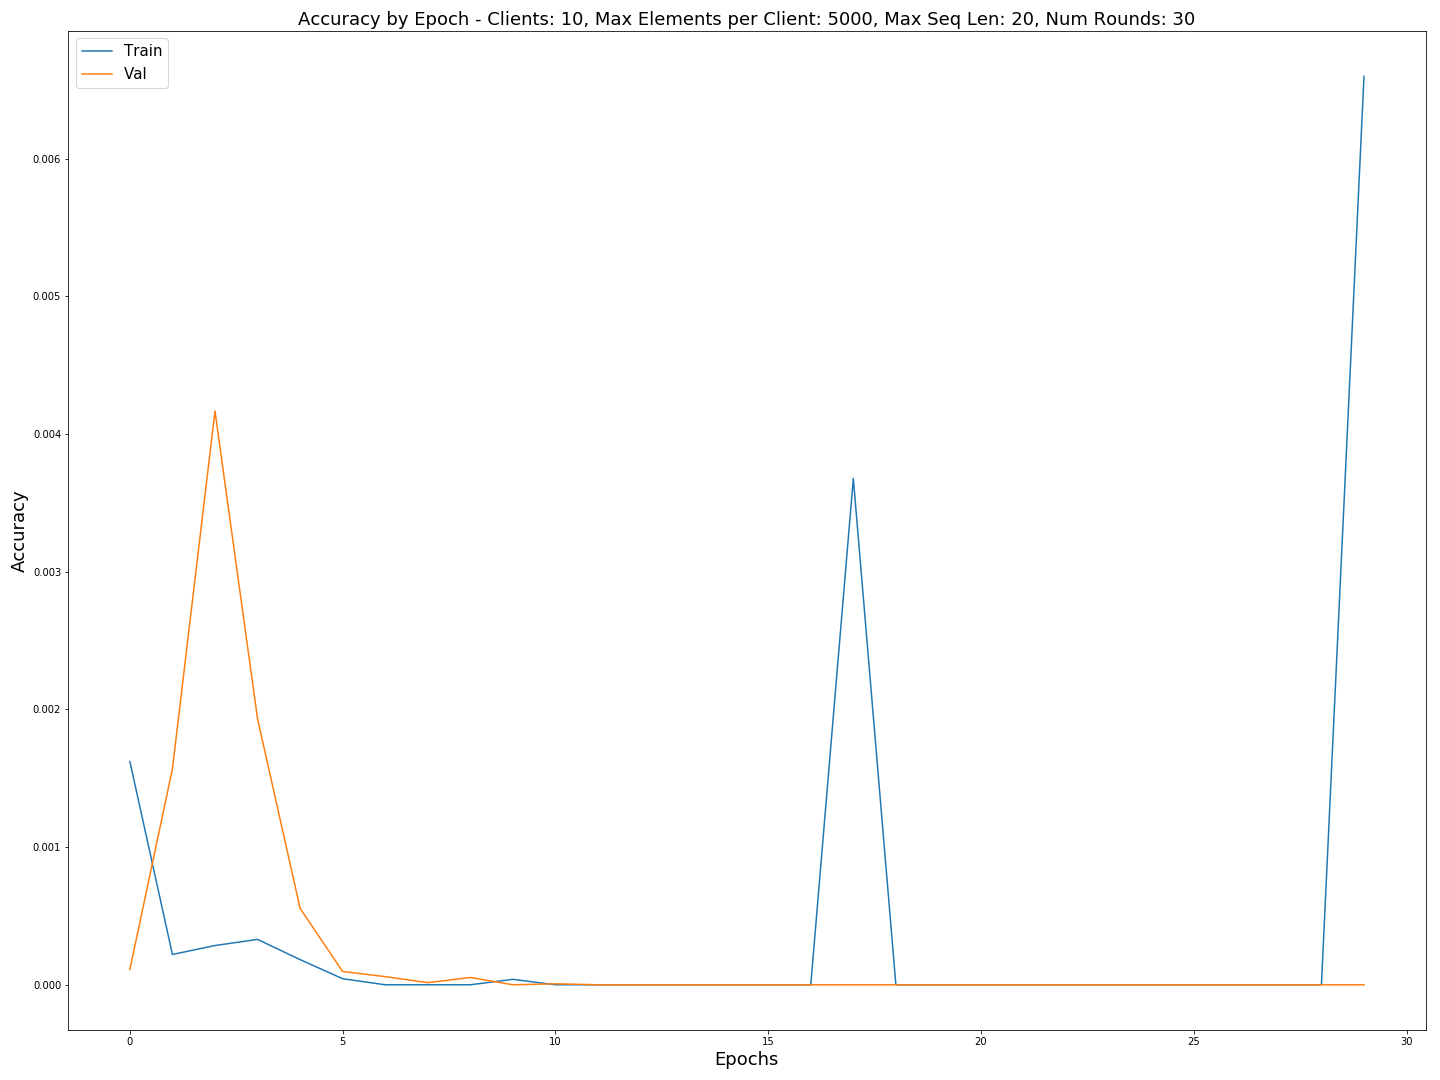 Accuracy by Epoch - Clients: 10, Max Elements per Client: 5000, Max Seq Len: 20, Num Rounds: 30
Train
Val
0.006
0.005
0.004
0.003
0.002
0.001
0.000
Accuracy
0 5 10 15 20 25 30
Epochs